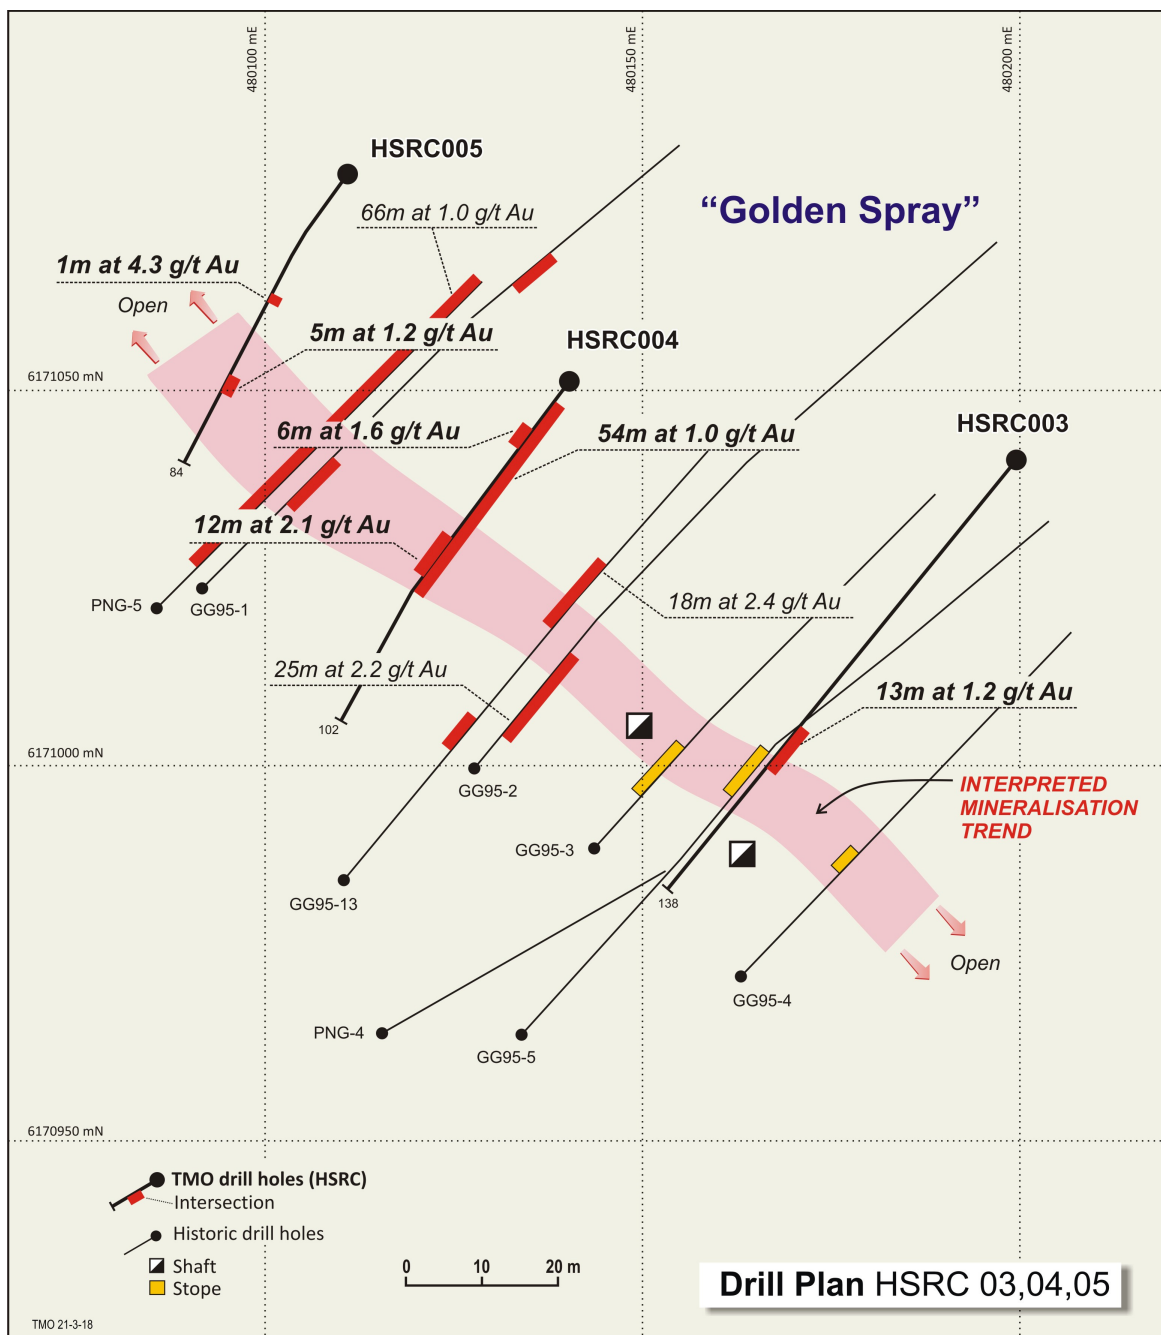 480100 mE
480150 mE
480200 mE
HSRC005
“Golden Spray”
66m at 1.0 g/t Au
1m at 4.3 g/t Au
Open
5m at 1.2 g/t Au
HSRC004
6171050 mN
HSRC003
6m at 1.6 g/t Au
54m at 1.0 g/t Au
84
12m at 2.1 g/t Au
PNG-5
GG95-1
18m at 2.4 g/t Au
25m at 2.2 g/t Au
13m at 1.2 g/t Au
102
6171000 mN
GG95-2
INTERPRETED
MINERALISATION
TREND
GG95-3
GG95-13
138
Open
GG95-4
PNG-4
GG95-5
6170950 mN
TMO drill holes (HSRC)
Intersection
Historic drill holes
Shaft
Stope
0 10 20 m
Drill Plan HSRC 03,04,05
TMO 21-3-18